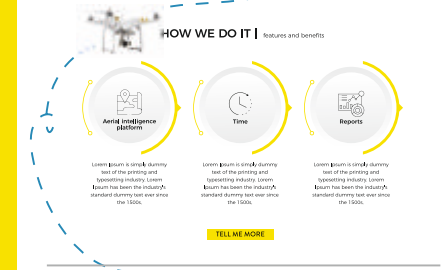 HOW WE DO IT | features and benefits
Aerial intelligence
platform
Time
Reports
Lorem Ipsum is simply dummy
text of the printing and
typesetting industry. Lorem
Ipsum has been the industry's
standard dummy text ever since
the 1500s.
Lorem Ipsum is simply dummy
text of the printing and
typesetting industry. Lorem
Ipsum has been the industry's
standard dummy text ever since
the 1500s.
Lorem Ipsum is simply dummy
text of the printing and
typesetting industry. Lorem
Ipsum has been the industry's
standard dummy text ever since
the 1500s.
TELL ME MORE